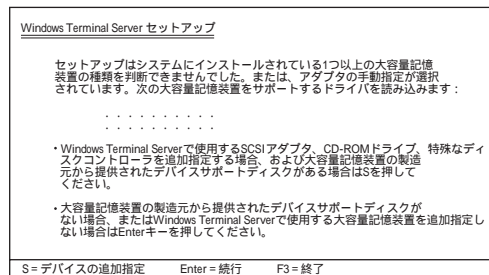 Windows Terminal Server セットアップ
セットアップはシステムにインストールされている1つ以上の大容量記憶
装置の種類を判断できませんでした。または、アダプタの手動指定が選択
されています。次の大容量記憶装置をサポートするドライバを読み込みます：
. . . . . . . . . .
. . . . . . . . . .
・Windows Terminal Serverで使用するSCSIアダプタ、CD-ROMドライブ、特殊なディ
スクコントローラを追加指定する場合、および大容量記憶装置の製造
元から提供されたデバイスサポートディスクがある場合はSを押して
ください。
・大容量記憶装置の製造元から提供されたデバイスサポートディスクが
ない場合、またはWindows Terminal Serverで使用する大容量記憶装置を追加指定し
ない場合はEnterキーを押してください。
S = デバイスの追加指定 Enter = 続行 F3 = 終了